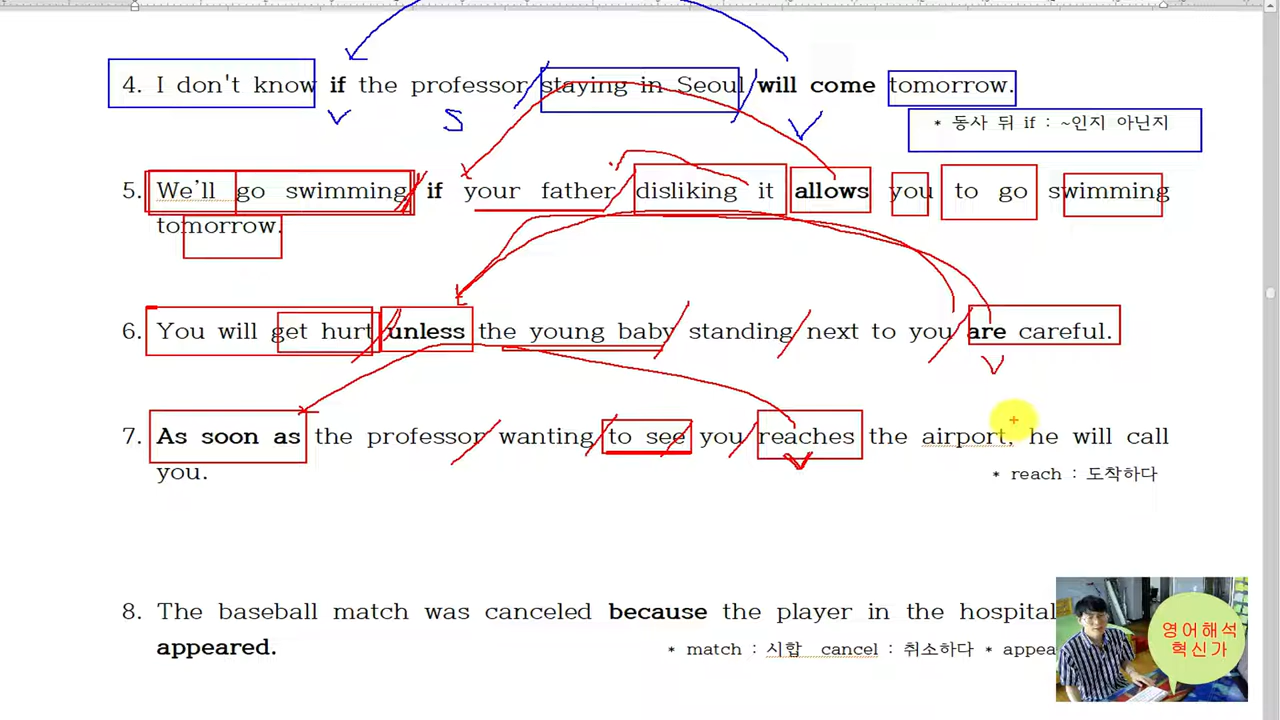 4. I don't know if the professor staying in Seoul will come tomorrow.
V S V
* 동사 뒤 if : ~인지 아닌지
5. We'll go swimming if your father disliking it allows you to go swimming
tomorrow.
6. You will get hurt unless the young baby standing next to you are careful.
V
7. As soon as the professor wanting to see you reaches the airport, he will call
V
you.
* reach : 도착하다
8. The baseball match was canceled because the player in the hospital
appeared.
* match : 시합 cancel : 취소하다 * appea
영어해석
혁신가